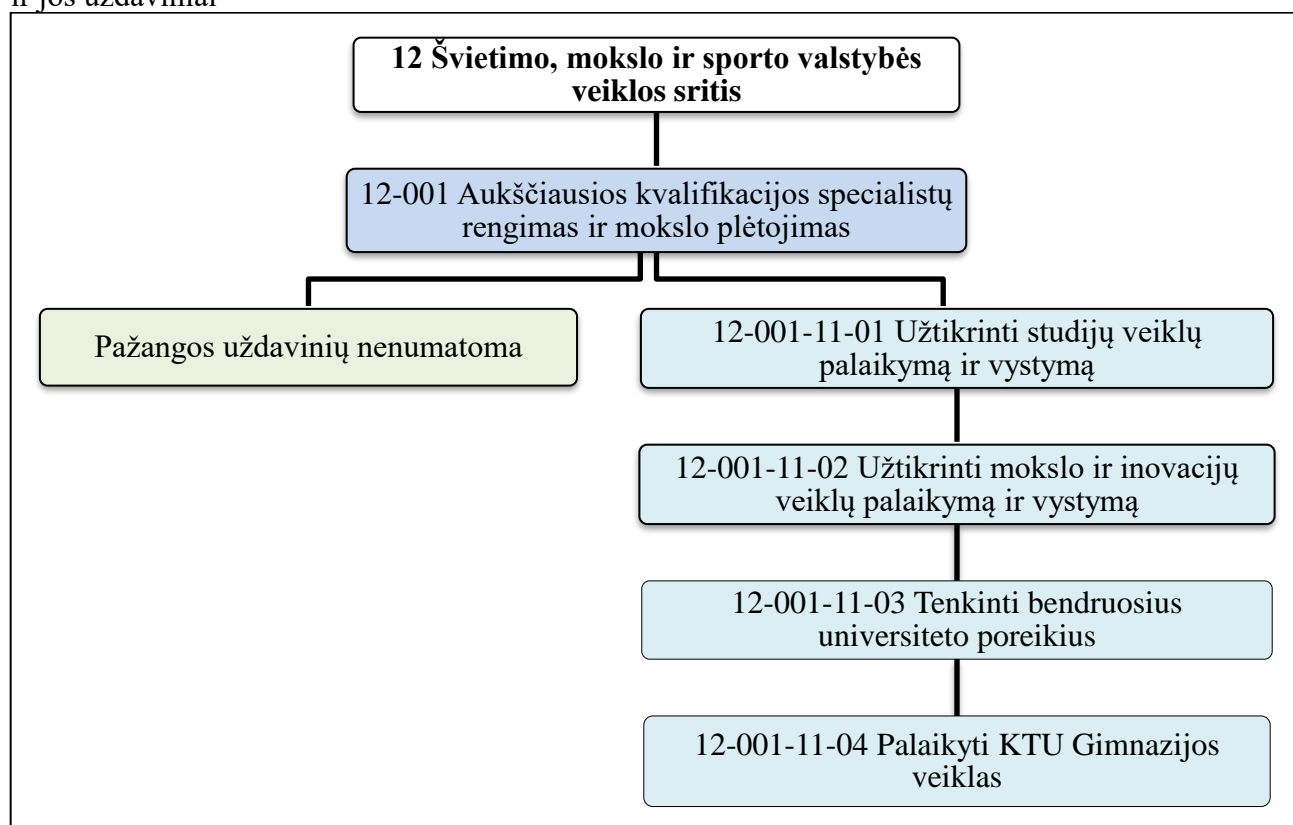 ir jos uždaviniai
12 Švietimo, mokslo ir sporto valstybės
veiklos sritis
12-001 Aukščiausios kvalifikacijos specialistų
rengimas ir mokslo plėtojimas
Pažangos uždavinių nenumatoma
12-001-11-01 Užtikrinti studijų veiklų
palaikymą ir vystymą
12-001-11-02 Užtikrinti mokslo ir inovacijų
veiklų palaikymą ir vystymą
12-001-11-03 Tenkinti bendruosius
universiteto poreikius
12-001-11-04 Palaikyti KTU Gimnazijos
veiklas